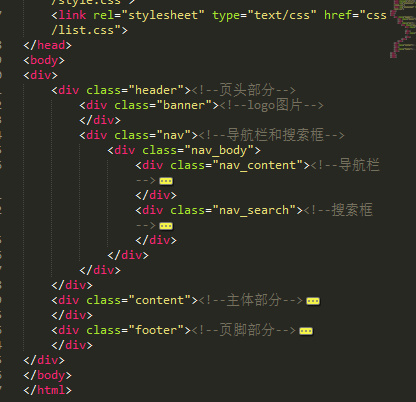 /style.css">
<link rel="stylesheet" type="text/css" href="css
/list.css">
</head>
<body>
<div>
<div class="header"><!--页头部分-->
<div class="banner"><!--logo图片-->
</div>
<div class="nav"><!--导航栏和搜索框-->
<div class="nav_body">
<div class="nav_content"><!--导航栏
-->
</div>
<div class="nav_search"><!--搜索框
-->
</div>
</div>
</div>
</div>
<div class="content"><!--主体部分-->
</div>
<div class="footer"><!--页脚部分-->
</div>
</div>
</body>
</html>